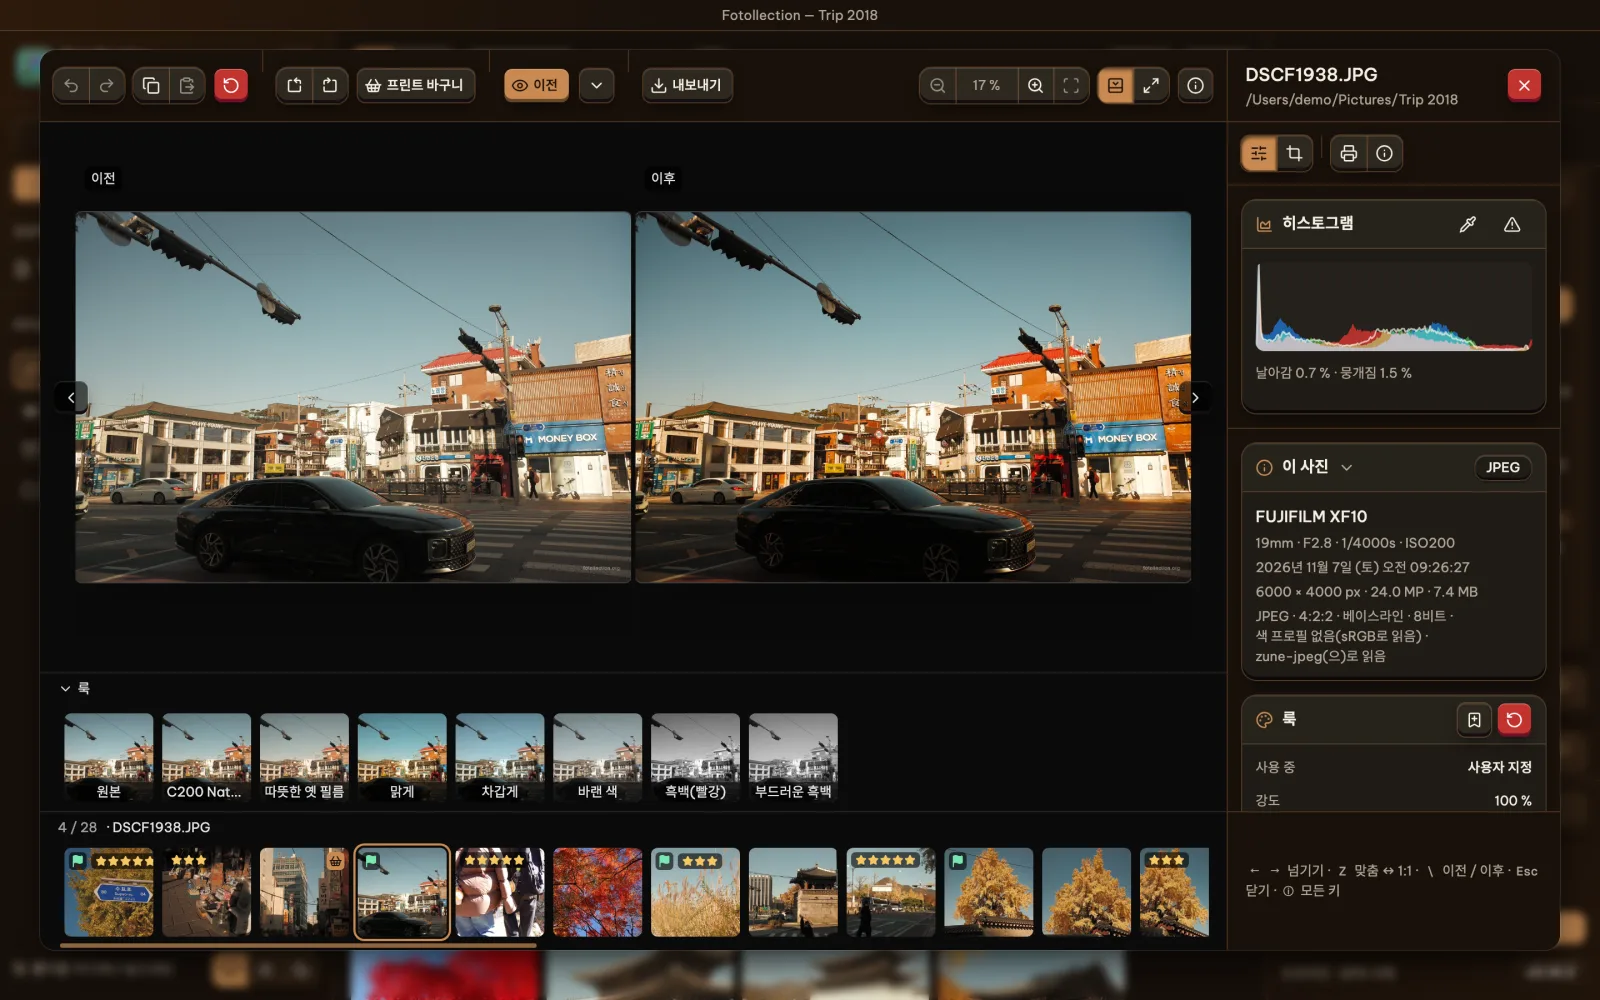 Fotollection — Trip 2018
프린트 바구니
이전
내보내기
17 %
DSCF1938.JPG
/Users/demo/Pictures/Trip 2018
이전
이후
MONEY BOX
MONEY BOX
히스토그램
날아감 0.7 % · 뭉개짐 1.5 %
이 사진
JPEG
FUJIFILM XF10
19mm · F2.8 · 1/4000s · ISO200
2026년 11월 7일 (토) 오전 09:26:27
6000 × 4000 px · 24.0 MP · 7.4 MB
JPEG · 4:2:2 · 베이스라인 · 8비트 ·
색 프로필 없음(sRGB로 읽음) ·
zune-jpeg(으)로 읽음
룩
원본
C200 Nat...
따뜻한 옛 필름
맑게
차갑게
바랜 색
흑백(빨강)
부드러운 흑백
룩
사용 중
사용자 지정
강도
100 %
4 / 28 · DSCF1938.JPG
← → 넘기기 · Z 맞춤 ↔ 1:1 · \ 이전 / 이후 · Esc
닫기 · ⓘ 모든 키